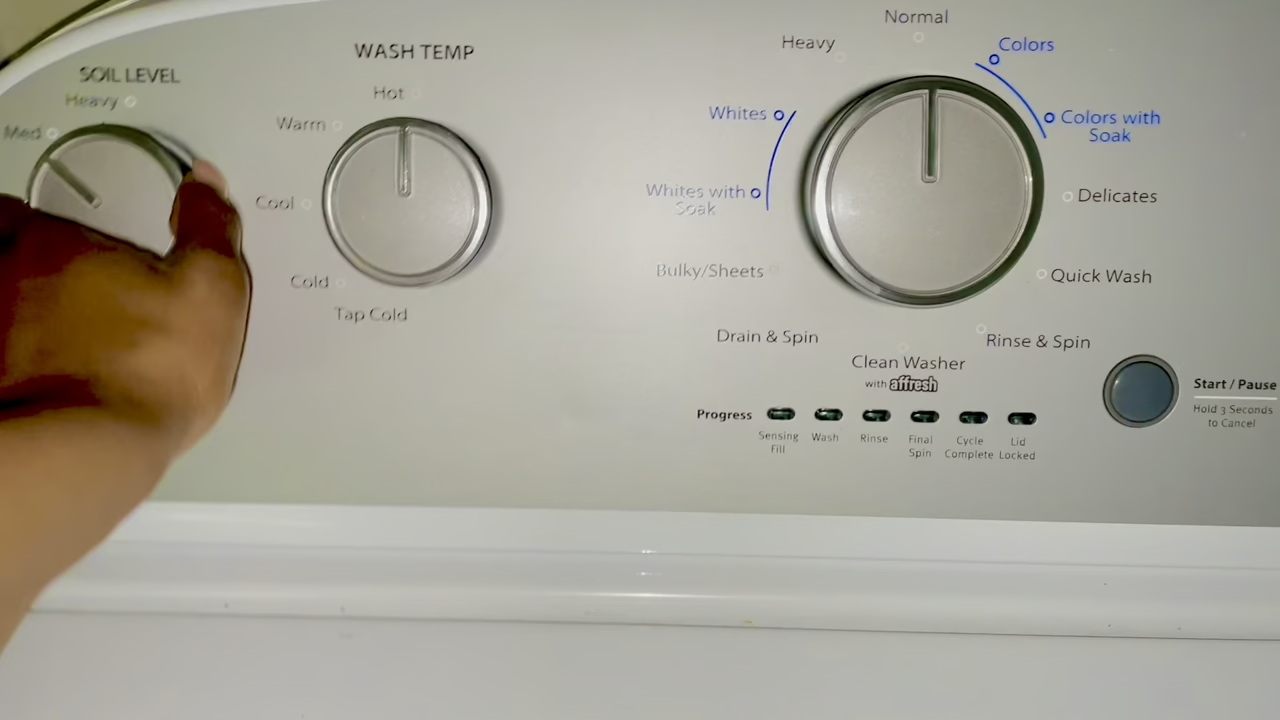 SOIL LEVEL
Heavy
Med
WASH TEMP
Hot
Warm
Cool
Cold
Tap Cold
Normal
Heavy
Colors
Whites
Colors with
Soak
Whites with
Soak
Delicates
Bulky/Sheets
Quick Wash
Drain & Spin
Rinse & Spin
Clean Washer
with affresh
Start / Pause
Hold 3 Seconds
to Cancel
Progress
Sensing
Fill
Wash
Rinse
Final
Spin
Cycle
Complete
Lid
Locked